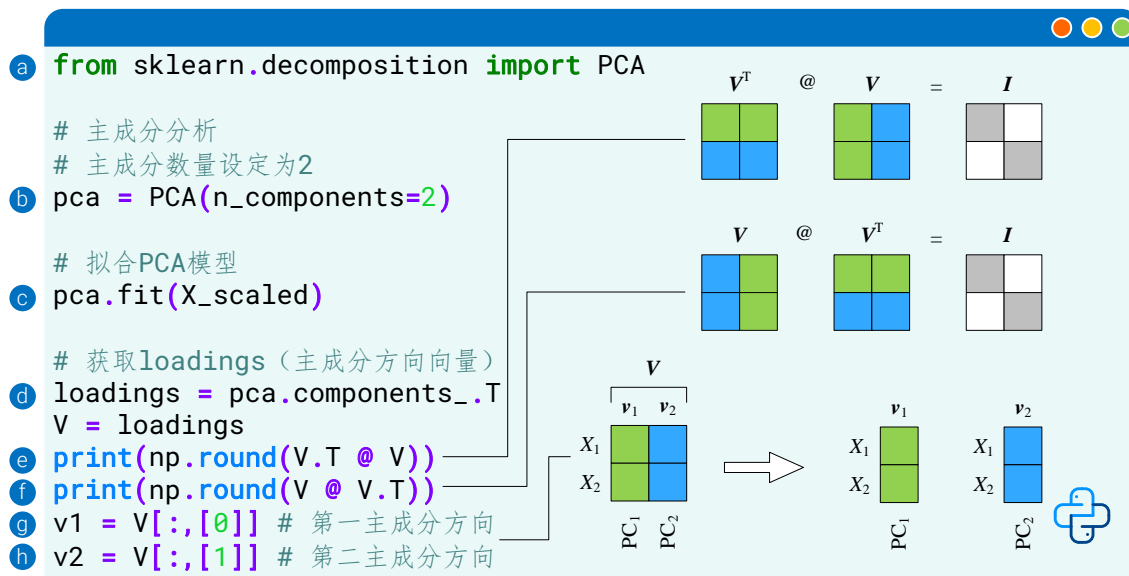 a from sklearn.decomposition import PCA
# 主成分分析
# 主成分数量设定为2
b pca = PCA(n_components=2)
# 拟合PCA模型
c pca.fit(X_scaled)
# 获取loadings（主成分方向向量）
d loadings = pca.components_.T
V = loadings
e print(np.round(V.T @ V))
f print(np.round(V @ V.T))
g v1 = V[:,[0]] # 第一主成分方向
h v2 = V[:,[1]] # 第二主成分方向
V^T @ V = I
V @ V^T = I
V
v₁ v₂
X₁
X₂
PC₁ PC₂
v₁
X₁
X₂
PC₁
v₂
X₁
X₂
PC₂